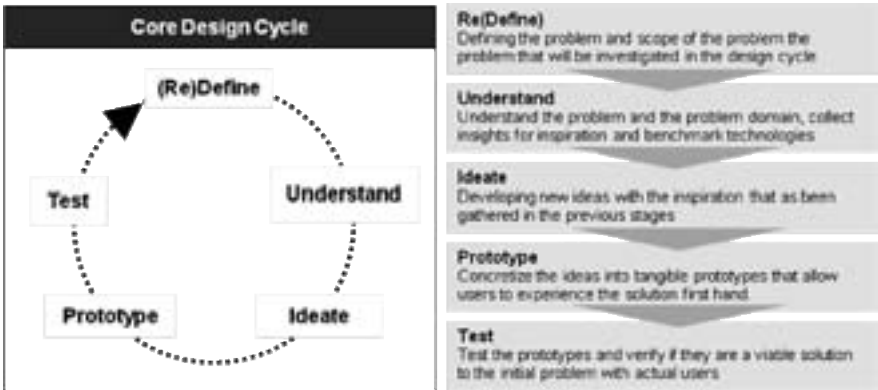 Core Design Cycle
(Re)Define
Understand
Ideate
Prototype
Test
Re(Define)
Defining the problem and scope of the problem the
problem that will be investigated in the design cycle
Understand
Understand the problem and the problem domain, collect
insights for inspiration and benchmark technologies
Ideate
Developing new ideas with the inspiration that as been
gathered in the previous stages
Prototype
Concretize the ideas into tangible prototypes that allow
users to experience the solution first hand.
Test
Test the prototypes and verify if they are a viable solution
to the initial problem with actual users